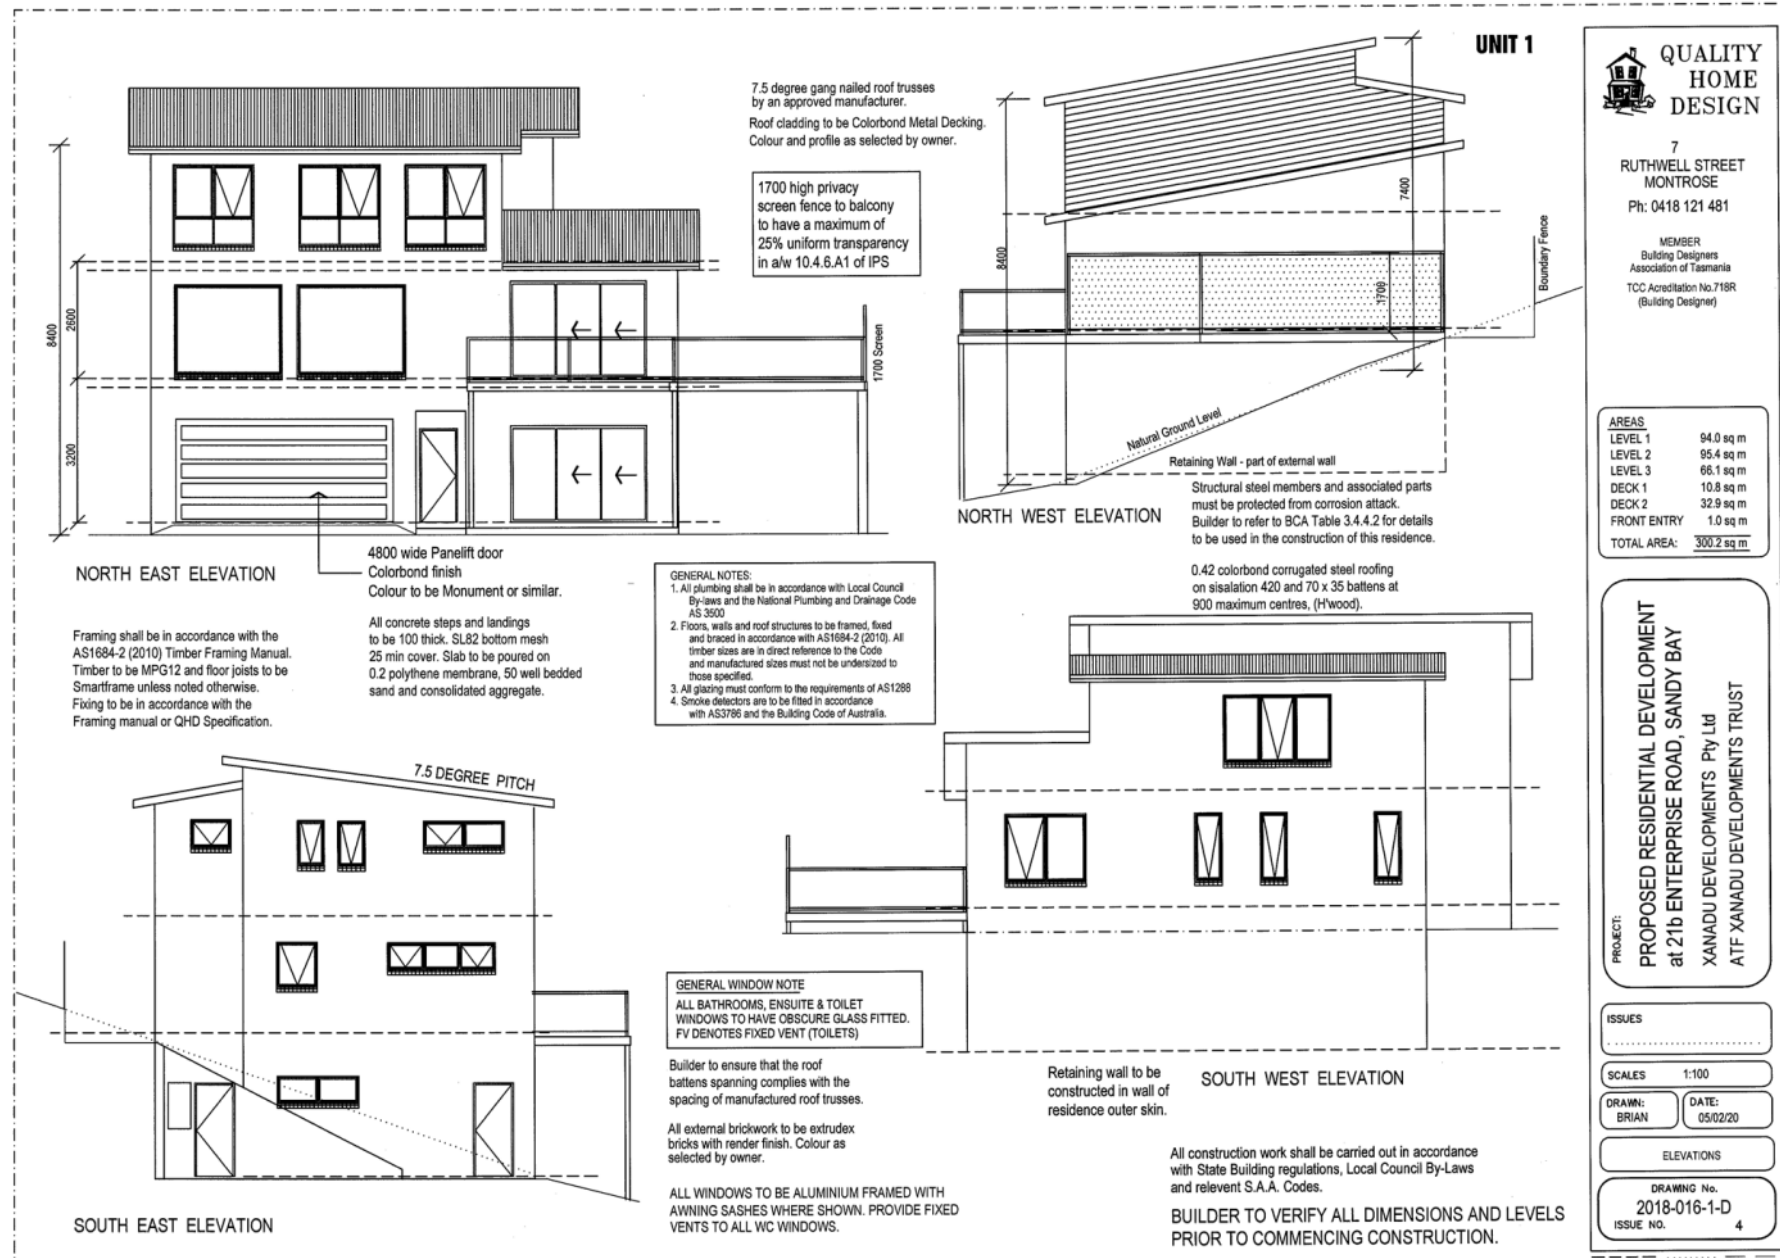 UNIT 1
7.5 degree gang nailed roof trusses
by an approved manufacturer.
Roof cladding to be Colorbond Metal Decking.
Colour and profile as selected by owner.
1700 high privacy
screen fence to balcony
to have a maximum of
25% uniform transparency
in a/w 10.4.6.A1 of IPS
8400
2600
3200
1700 Screen
NORTH EAST ELEVATION
4800 wide Panelift door
Colorbond finish
Colour to be Monument or similar.
8400
7400
1700
Boundary Fence
Natural Ground Level
Retaining Wall - part of external wall
NORTH WEST ELEVATION
Structural steel members and associated parts
must be protected from corrosion attack.
Builder to refer to BCA Table 3.4.4.2 for details
to be used in the construction of this residence.
0.42 colorbond corrugated steel roofing
on sisalation 420 and 70 x 35 battens at
900 maximum centres, (H'wood).
Framing shall be in accordance with the
AS1684-2 (2010) Timber Framing Manual.
Timber to be MPG12 and floor joists to be
Smartframe unless noted otherwise.
Fixing to be in accordance with the
Framing manual or QHD Specification.
All concrete steps and landings
to be 100 thick. SL82 bottom mesh
25 min cover. Slab to be poured on
0.2 polythene membrane, 50 well bedded
sand and consolidated aggregate.
GENERAL NOTES:
1. All plumbing shall be in accordance with Local Council
By-laws and the National Plumbing and Drainage Code
AS 3500
2. Floors, walls and roof structures to be framed, fixed
and braced in accordance with AS1684-2 (2010). All
timber sizes are in direct reference to the Code
and manufactured sizes must not be undersized to
those specified.
3. All glazing must conform to the requirements of AS1288
4. Smoke detectors are to be fitted in accordance
with AS3786 and the Building Code of Australia.
7.5 DEGREE PITCH
SOUTH EAST ELEVATION
GENERAL WINDOW NOTE
ALL BATHROOMS, ENSUITE & TOILET
WINDOWS TO HAVE OBSCURE GLASS FITTED.
FV DENOTES FIXED VENT (TOILETS)
Builder to ensure that the roof
battens spanning complies with the
spacing of manufactured roof trusses.
All external brickwork to be extrudex
bricks with render finish. Colour as
selected by owner.
ALL WINDOWS TO BE ALUMINIUM FRAMED WITH
AWNING SASHES WHERE SHOWN. PROVIDE FIXED
VENTS TO ALL WC WINDOWS.
Retaining wall to be
constructed in wall of
residence outer skin.
SOUTH WEST ELEVATION
All construction work shall be carried out in accordance
with State Building regulations, Local Council By-Laws
and relevent S.A.A. Codes.
BUILDER TO VERIFY ALL DIMENSIONS AND LEVELS
PRIOR TO COMMENCING CONSTRUCTION.
QUALITY
HOME
DESIGN
7
RUTHWELL STREET
MONTROSE
Ph: 0418 121 481
MEMBER
Building Designers
Association of Tasmania
TCC Acreditation No.718R
(Building Designer)
AREAS
LEVEL 1 94.0 sq m
LEVEL 2 95.4 sq m
LEVEL 3 66.1 sq m
DECK 1 10.8 sq m
DECK 2 32.9 sq m
FRONT ENTRY 1.0 sq m
TOTAL AREA: 300.2 sq m
PROJECT:
PROPOSED RESIDENTIAL DEVELOPMENT
at 21b ENTERPRISE ROAD, SANDY BAY
XANADU DEVELOPMENTS Pty Ltd
ATF XANADU DEVELOPMENTS TRUST
ISSUES
SCALES 1:100
DRAWN:
BRIAN
DATE:
05/02/20
ELEVATIONS
DRAWING No.
2018-016-1-D
ISSUE NO. 4